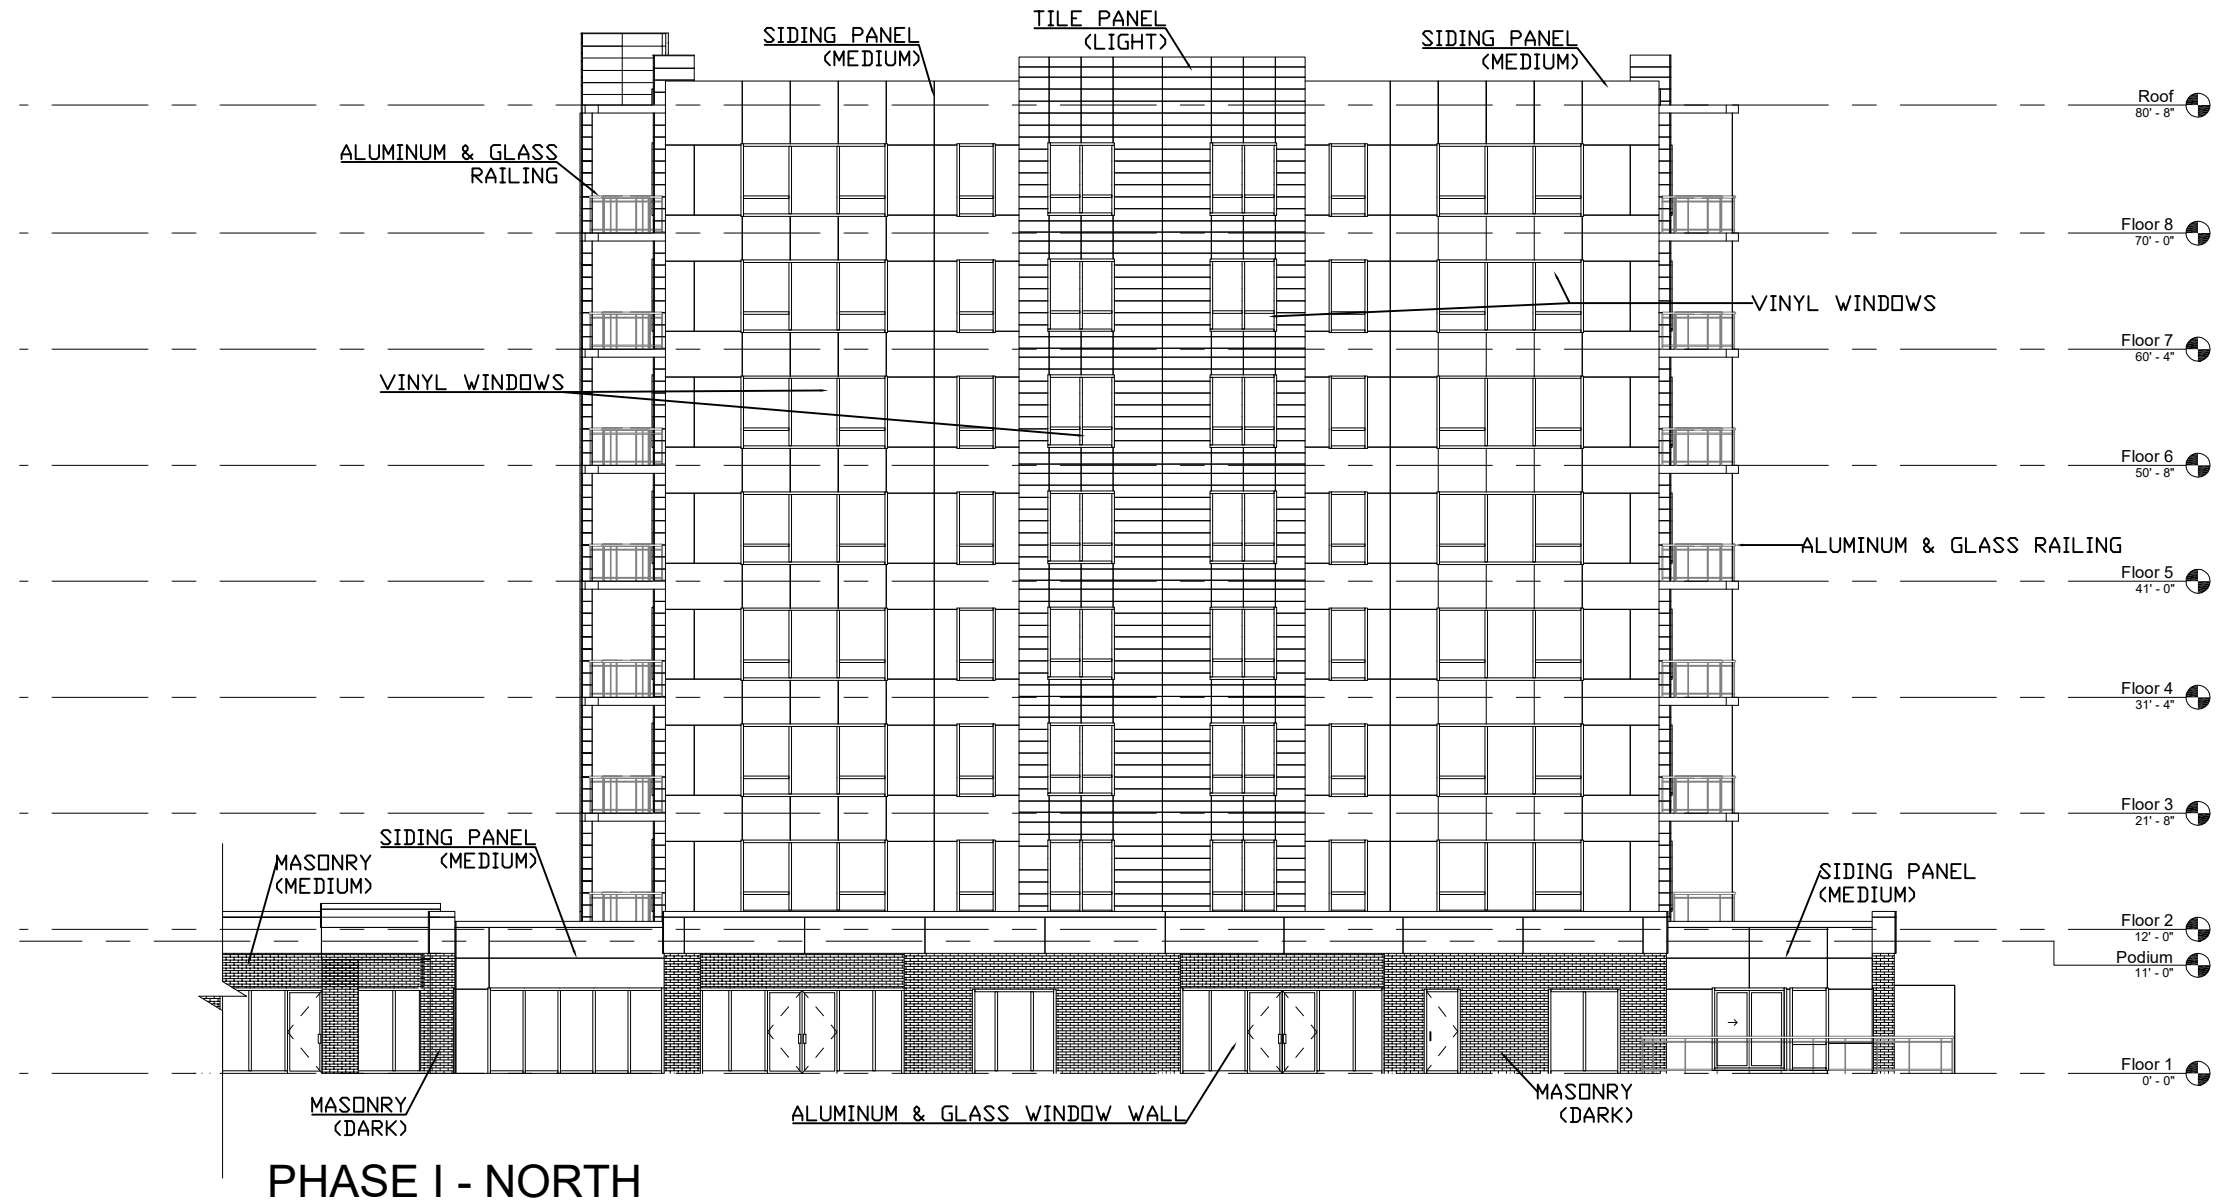 TILE PANEL
(LIGHT)
SIDING PANEL
(MEDIUM)
SIDING PANEL
(MEDIUM)
Roof
80' - 8"
ALUMINUM & GLASS
RAILING
Floor 8
70' - 0"
VINYL WINDOWS
Floor 7
60' - 4"
VINYL WINDOWS
Floor 6
50' - 8"
ALUMINUM & GLASS RAILING
Floor 5
41' - 0"
Floor 4
31' - 4"
Floor 3
21' - 8"
SIDING PANEL
(MEDIUM)
MASONRY
(MEDIUM)
SIDING PANEL
(MEDIUM)
Floor 2
12' - 0"
Podium
11' - 0"
Floor 1
0' - 0"
MASONRY
(DARK)
ALUMINUM & GLASS WINDOW WALL
MASONRY
(DARK)
PHASE I - NORTH